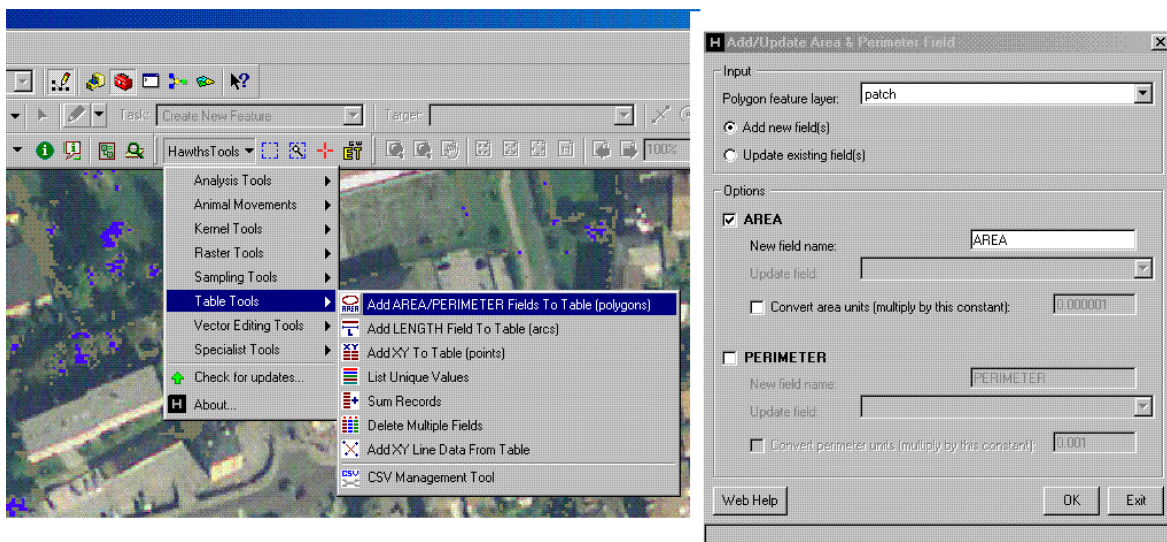 Task: Create New Feature Target:
HawthsTools 100%
Analysis Tools
Animal Movements
Kernel Tools
Raster Tools
Sampling Tools
Table Tools
Vector Editing Tools
Specialist Tools
Check for updates...
H About...
AREA Add AREA/PERIMETER Fields To Table (polygons)
L Add LENGTH Field To Table (arcs)
XY Add XY To Table (points)
List Unique Values
Sum Records
Delete Multiple Fields
Add XY Line Data From Table
CSV CSV Management Tool
H Add/Update Area & Perimeter Field
Input
Polygon feature layer: patch
Add new field(s)
Update existing field(s)
Options
AREA
New field name: AREA
Update field:
Convert area units (multiply by this constant): 0.000001
PERIMETER
New field name: PERIMETER
Update field:
Convert perimeter units (multiply by this constant): 0.001
Web Help OK Exit